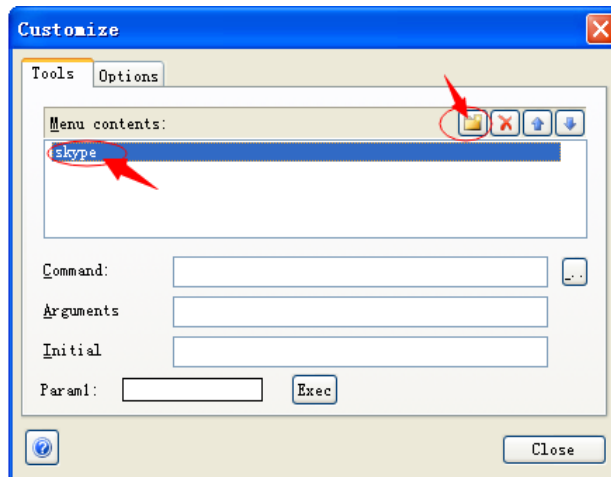 Customize
Tools Options
Menu contents:
skype
Command:
_..
Arguments
Initial
Param1: Exec
Close